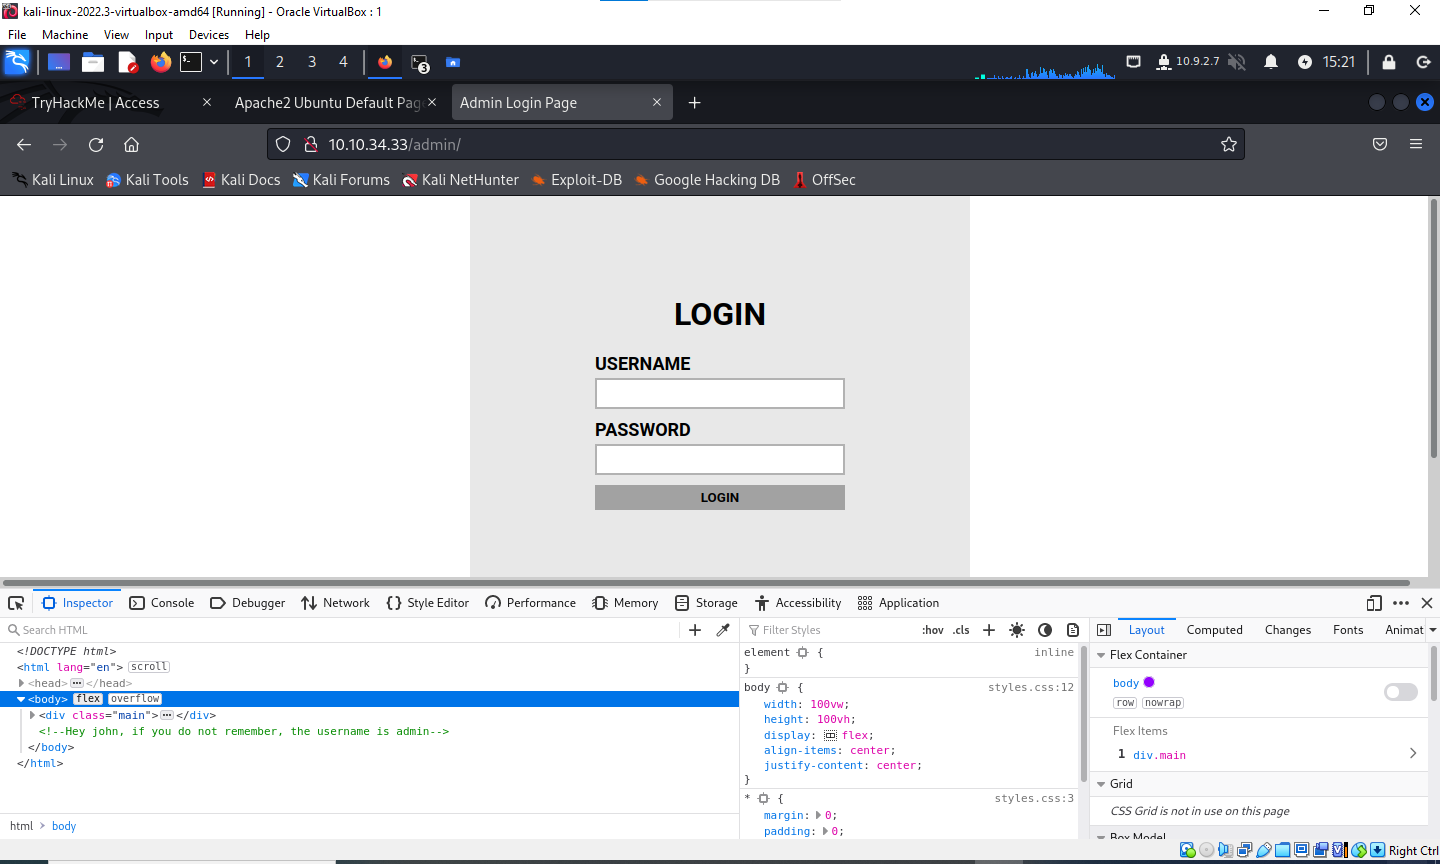 kali-linux-2022.3-virtualbox-amd64 [Running] - Oracle VirtualBox : 1
File Machine View Input Devices Help
1 2 3 4 3 10.9.2.7 15:21
TryHackMe | Access Apache2 Ubuntu Default Pag Admin Login Page
10.10.34.33/admin/
Kali Linux Kali Tools Kali Docs Kali Forums Kali NetHunter Exploit-DB Google Hacking DB OffSec
LOGIN
USERNAME
PASSWORD
LOGIN
Inspector Console Debugger Network Style Editor Performance Memory Storage Accessibility Application
Search HTML
<!DOCTYPE html>
<html lang="en"> scroll
<head> ••• </head>
<body> flex overflow
<div class="main"> ••• </div>
<!--Hey john, if you do not remember, the username is admin-->
</body>
</html>
html > body
Filter Styles :hov .cls
element { inline
}
body { styles.css:12
width: 100vw;
height: 100vh;
display: flex;
align-items: center;
justify-content: center;
}
* { styles.css:3
margin: 0;
padding: 0;
Layout Computed Changes Fonts Animat
Flex Container
body
row nowrap
Flex Items
1 div.main
Grid
CSS Grid is not in use on this page
Box Model
Right Ctrl